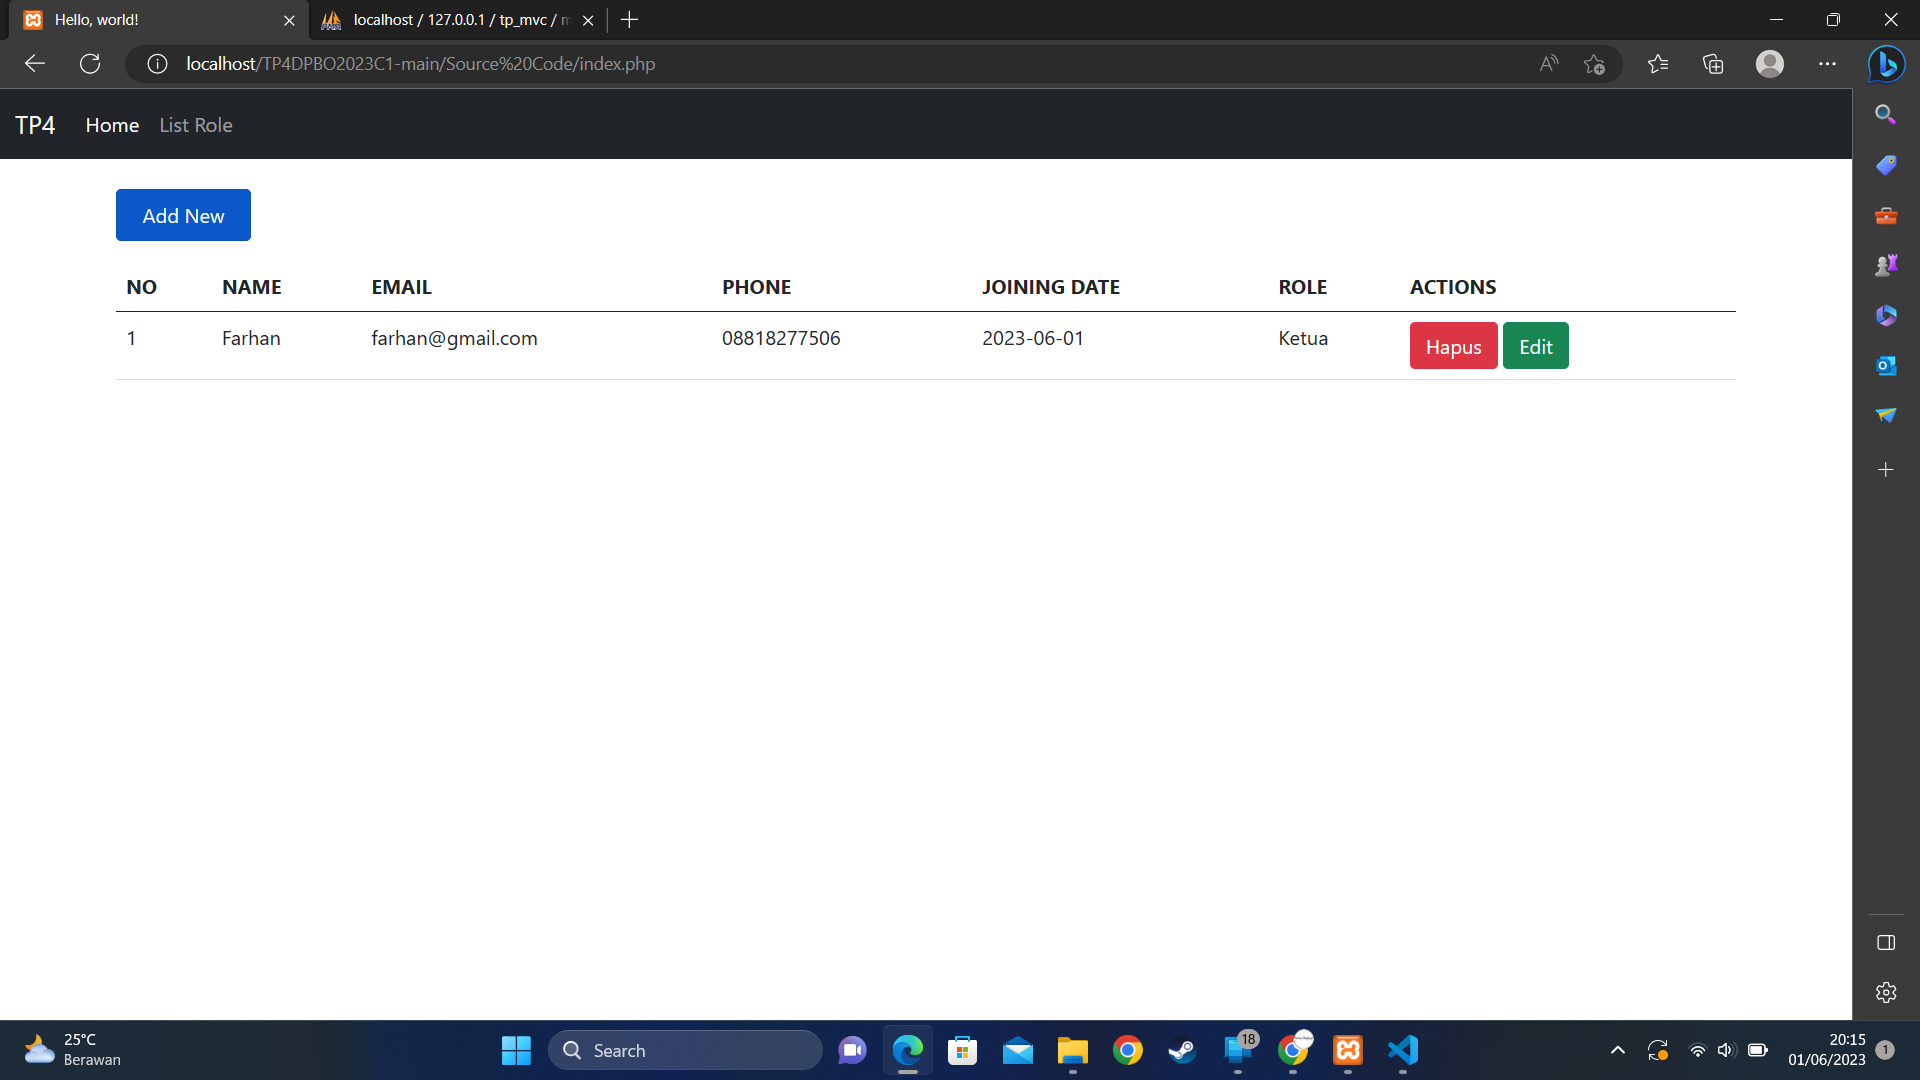 Hello, world!
localhost / 127.0.0.1 / tp_mvc / m
localhost/TP4DPBO2023C1-main/Source%20Code/index.php
TP4 Home List Role
Add New
NO NAME EMAIL PHONE JOINING DATE ROLE ACTIONS
1 Farhan farhan@gmail.com 08818277506 2023-06-01 Ketua Hapus Edit
25°C
Berawan
Search
18
20:15
01/06/2023
1